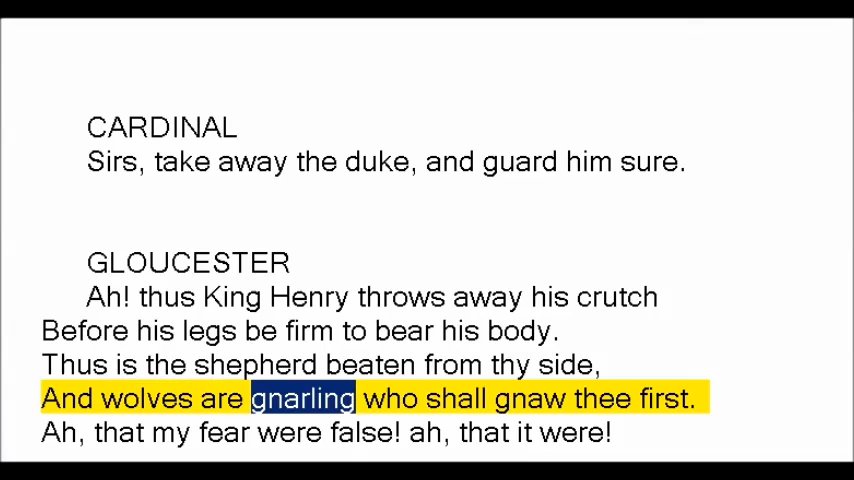 CARDINAL
Sirs, take away the duke, and guard him sure.
GLOUCESTER
Ah! thus King Henry throws away his crutch
Before his legs be firm to bear his body.
Thus is the shepherd beaten from thy side,
And wolves are gnarling who shall gnaw thee first.
Ah, that my fear were false! ah, that it were!